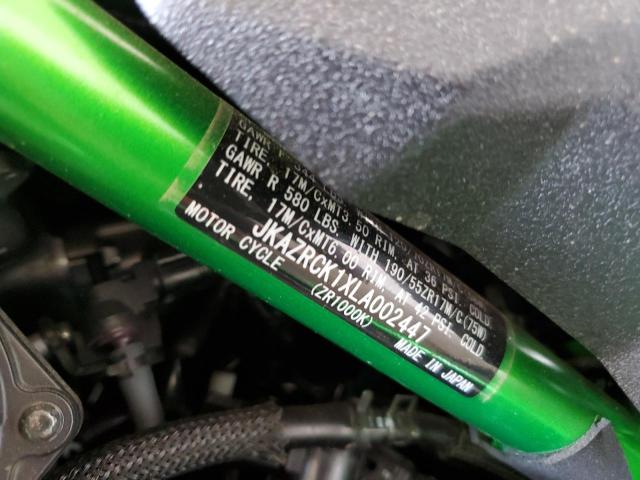 GAWR
TIRE, 17M/CxMT3.50 RIM, AT 36 PSI. COLD
GAWR R 580 LBS. WITH 190/55ZR17M/C(75W)
TIRE, 17M/CxMT6.00 RIM, AT 42 PSI. COLD
JKAZRCK1XLA002447
MOTOR CYCLE (ZR1000K) MADE IN JAPAN